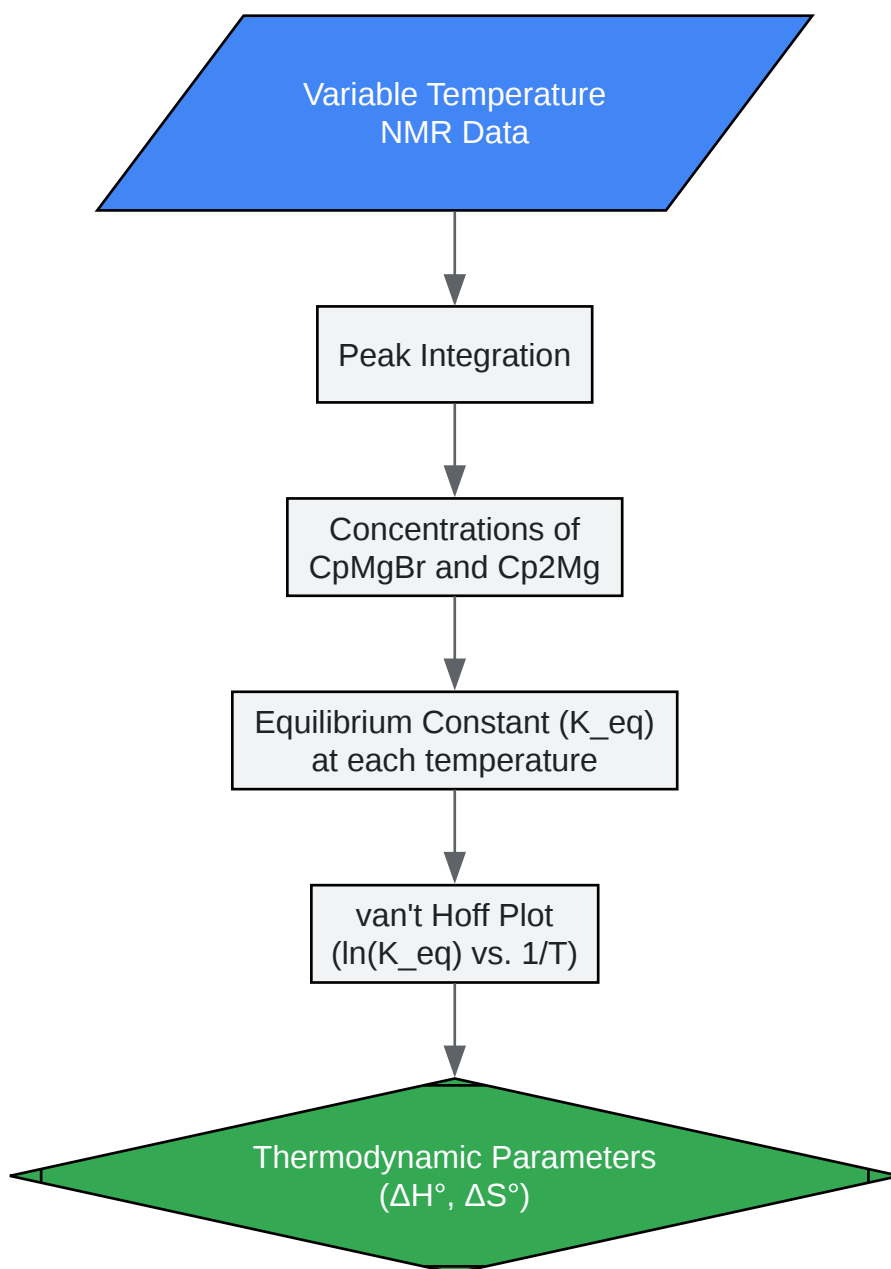 Variable Temperature
NMR Data
Peak Integration
Concentrations of
CpMgBr and Cp2Mg
Equilibrium Constant (K_eq)
at each temperature
van't Hoff Plot
(ln(K_eq) vs. 1/T)
Thermodynamic Parameters
(ΔH°, ΔS°)